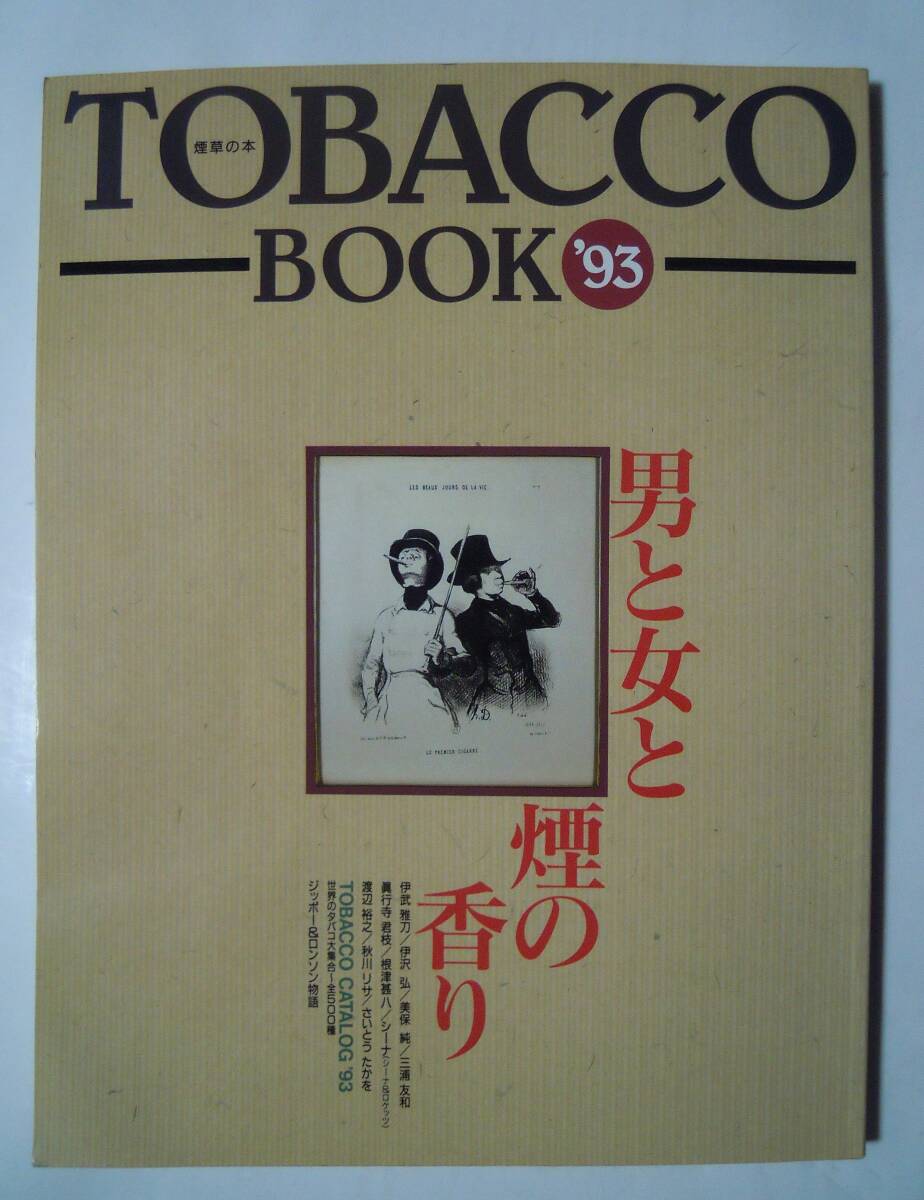 TOBACCO
煙草の本
BOOK '93
男と女と
煙の
香り
LES BEAUX JOURS DE LA VIE.
h.D.
LE PREMIER CIGARRE
伊武 雅刀/伊沢 弘/美保 純/三浦 友和
眞行寺 君枝/根津甚八/シーナ(シーナ&ロケッツ)
渡辺 裕之/秋川 リサ/さいとう たかを
TOBACCO CATALOG '93
世界のタバコ大集合〜全500種
ジッポー&ロンソン物語